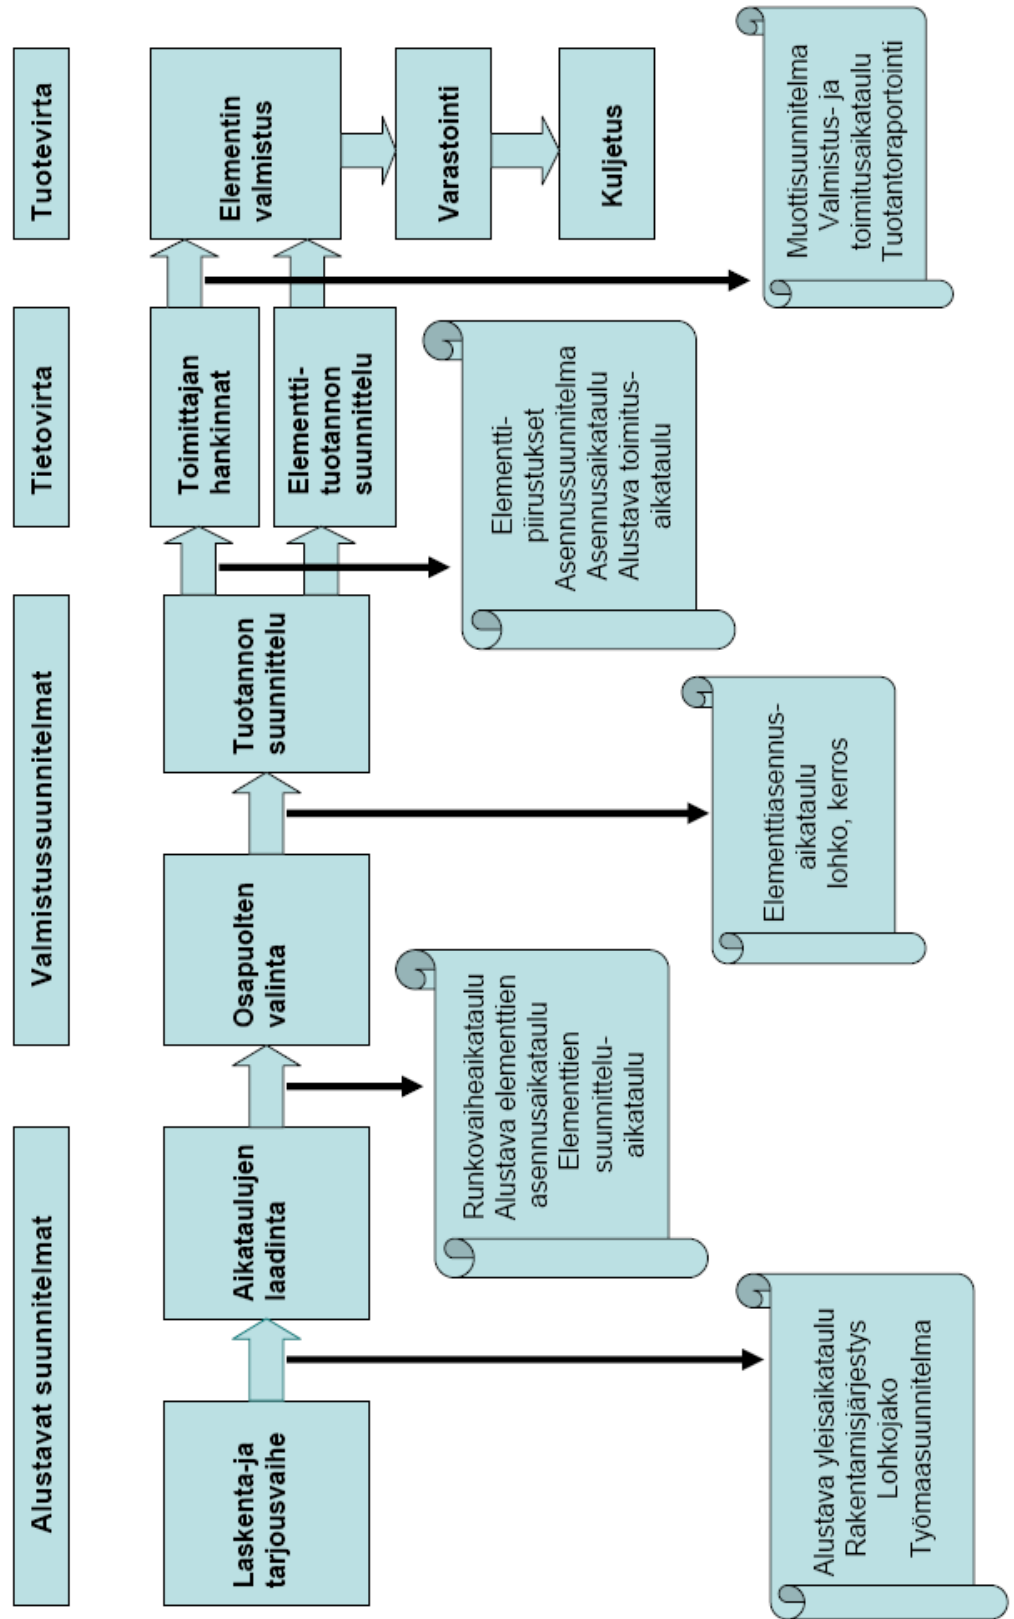 Alustavat suunnitelmat
Valmistussuunnitelmat
Tietovirta
Tuotevirta
Laskenta-ja
tarjousvaihe
Aikataulujen
laadinta
Osapuolten
valinta
Tuotannon
suunnittelu
Toimittajan
hankinnat
Elementti-
tuotannon
suunnittelu
Elementin
valmistus
Varastointi
Kuljetus
Alustava yleisaikataulu
Rakentamisjärjestys
Lohkojako
Työmaasuunnitelma
Runkovaiheaikataulu
Alustava elementtien
asennusaikataulu
Elementtien
suunnittelu-
aikataulu
Elementtiasennus-
aikataulu
lohko, kerros
Elementti-
piirustukset
Asennussuunnitelma
Asennusaikataulu
Alustava toimitus-
aikataulu
Muottisuunnitelma
Valmistus- ja
toimitusaikataulu
Tuotantoraportointi